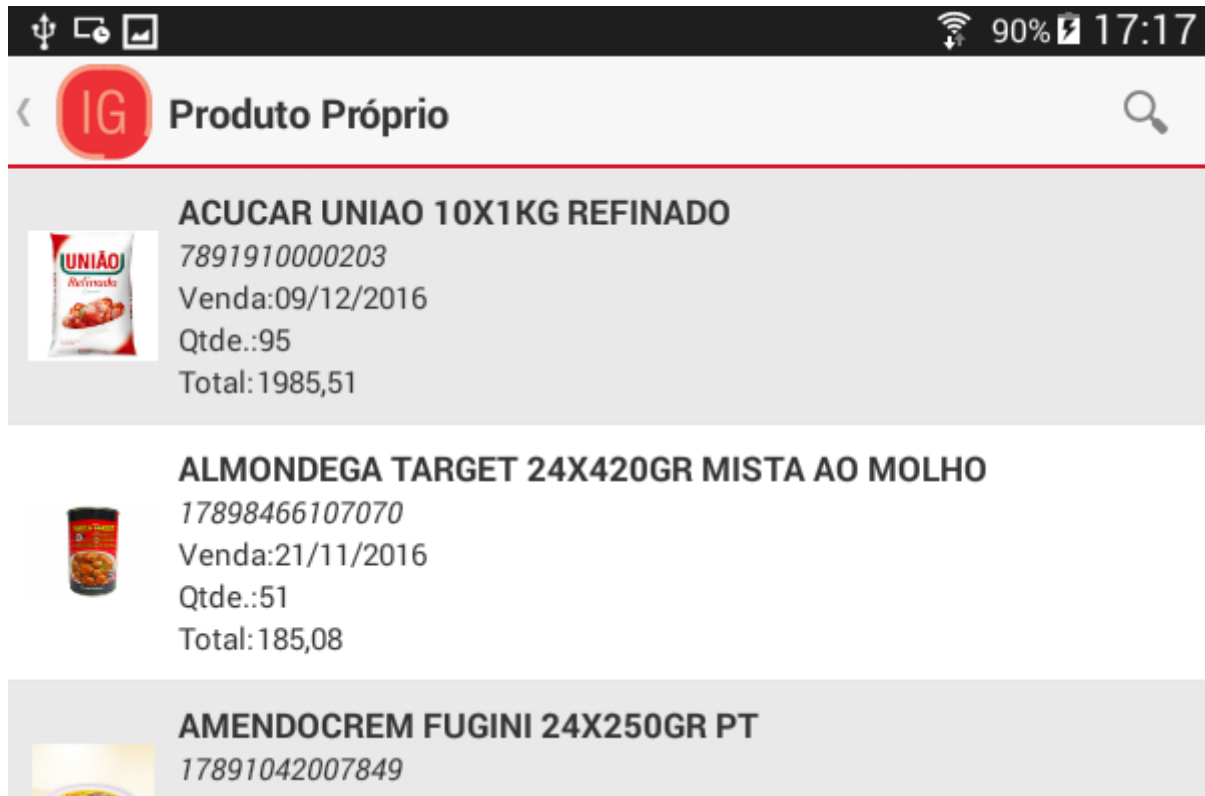 90% 17:17
IG Produto Próprio
ACUCAR UNIAO 10X1KG REFINADO
7891910000203
UNIÃO
Refinado
Venda:09/12/2016
Qtde.:95
Total:1985,51
ALMONDEGA TARGET 24X420GR MISTA AO MOLHO
17898466107070
Venda:21/11/2016
Qtde.:51
Total:185,08
AMENDOCREM FUGINI 24X250GR PT
17891042007849